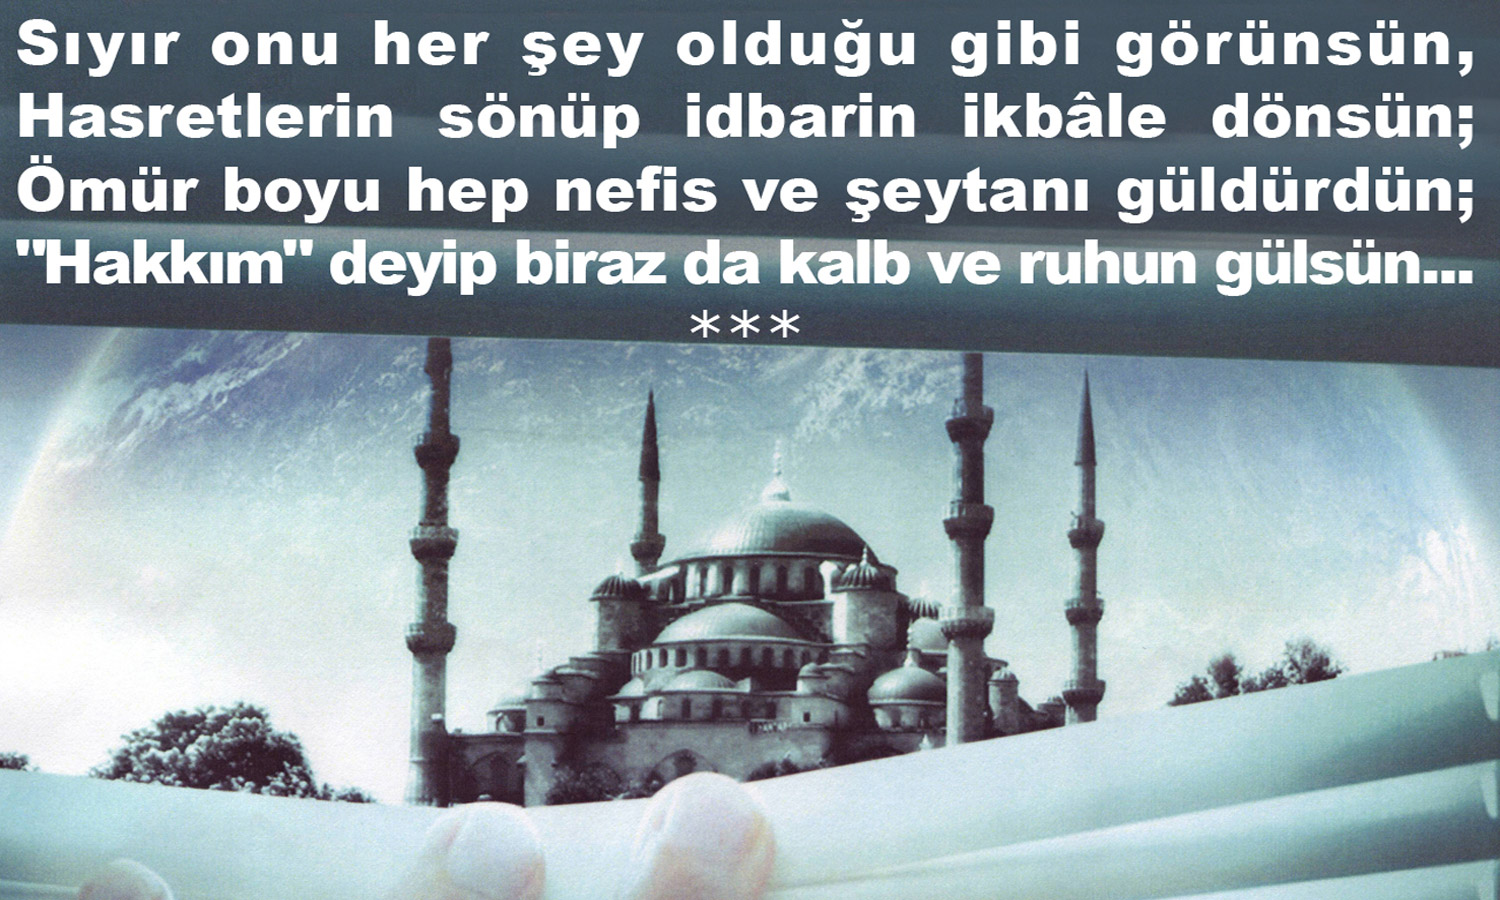 Sıyır onu her şey olduğu gibi görünsün,
Hasretlerin sönüp idbarin ikbâle dönsün;
Ömür boyu hep nefis ve şeytanı güldürdün;
"Hakkım" deyip biraz da kalb ve ruhun gülsün...
***